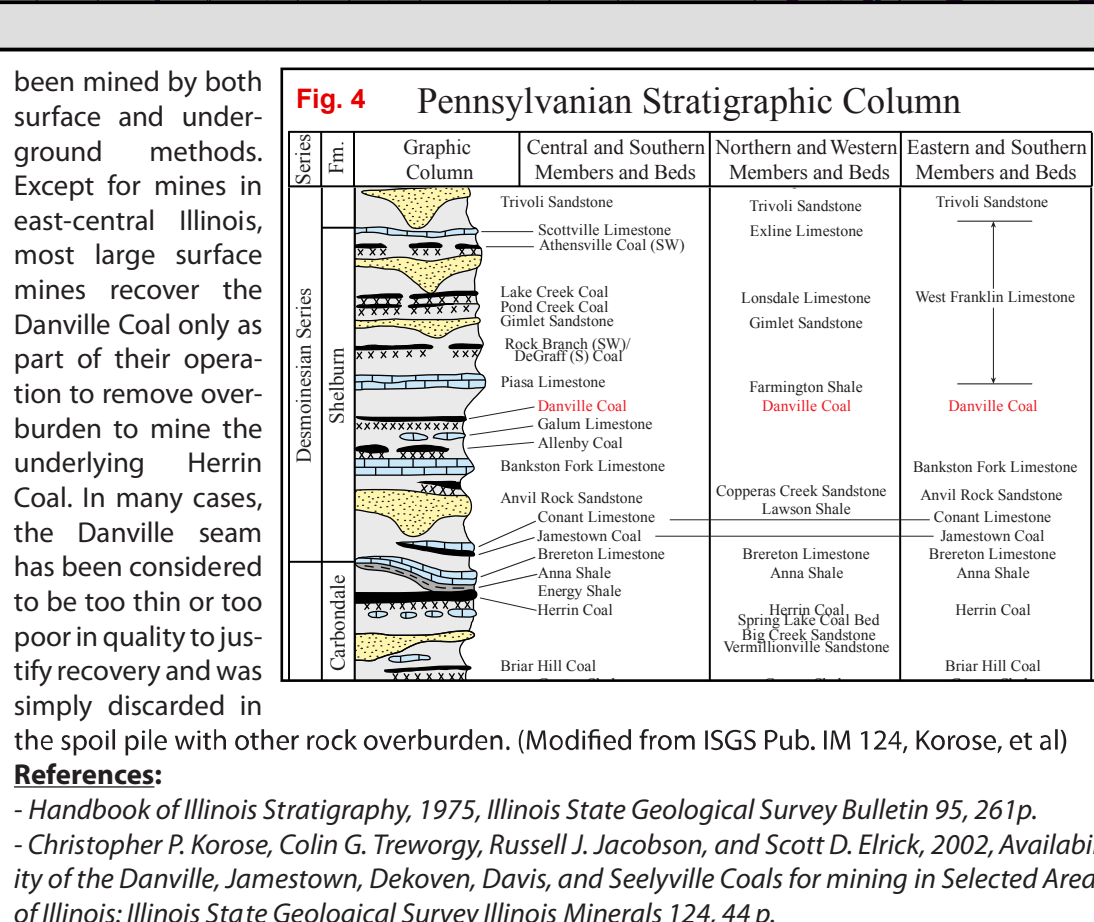 been mined by both
surface and under-
ground methods.
Except for mines in
east-central Illinois,
most large surface
mines recover the
Danville Coal only as
part of their opera-
tion to remove over-
burden to mine the
underlying Herrin
Coal. In many cases,
the Danville seam
has been considered
to be too thin or too
poor in quality to jus-
tify recovery and was
simply discarded in
the spoil pile with other rock overburden. (Modified from ISGS Pub. IM 124, Korose, et al)
References:
- Handbook of Illinois Stratigraphy, 1975, Illinois State Geological Survey Bulletin 95, 261p.
- Christopher P. Korose, Colin G. Treworgy, Russell J. Jacobson, and Scott D. Elrick, 2002, Availabil
ity of the Danville, Jamestown, Dekoven, Davis, and Seelyville Coals for mining in Selected Area
of Illinois: Illinois State Geological Survey Illinois Minerals 124, 44 p.
Fig. 4 Pennsylvanian Stratigraphic Column
Series
Fm.
Graphic
Column
Central and Southern
Members and Beds
Northern and Western
Members and Beds
Eastern and Southern
Members and Beds
Desmoinesian Series
Shelburn
Carbondale
Trivoli Sandstone
Scottville Limestone
Athensville Coal (SW)
Lake Creek Coal
Pond Creek Coal
Gimlet Sandstone
Rock Branch (SW)/
DeGraff (S) Coal
Piasa Limestone
Danville Coal
Galum Limestone
Allenby Coal
Bankston Fork Limestone
Anvil Rock Sandstone
Conant Limestone
Jamestown Coal
Brereton Limestone
Anna Shale
Energy Shale
Herrin Coal
Briar Hill Coal
Trivoli Sandstone
Exline Limestone
Lonsdale Limestone
Gimlet Sandstone
Farmington Shale
Danville Coal
Copperas Creek Sandstone
Lawson Shale
Brereton Limestone
Anna Shale
Herrin Coal
Spring Lake Coal Bed
Big Creek Sandstone
Vermillionville Sandstone
Trivoli Sandstone
West Franklin Limestone
Danville Coal
Bankston Fork Limestone
Anvil Rock Sandstone
Conant Limestone
Jamestown Coal
Brereton Limestone
Anna Shale
Herrin Coal
Briar Hill Coal